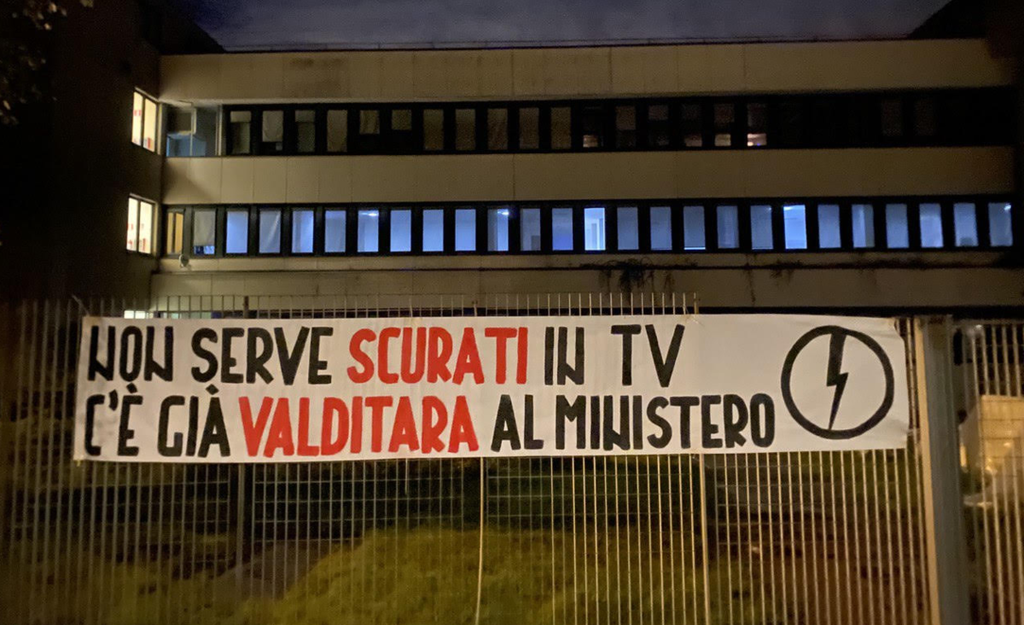 NON SERVE SCURATI IN TV
C'È GIÀ VALDITARA AL MINISTERO